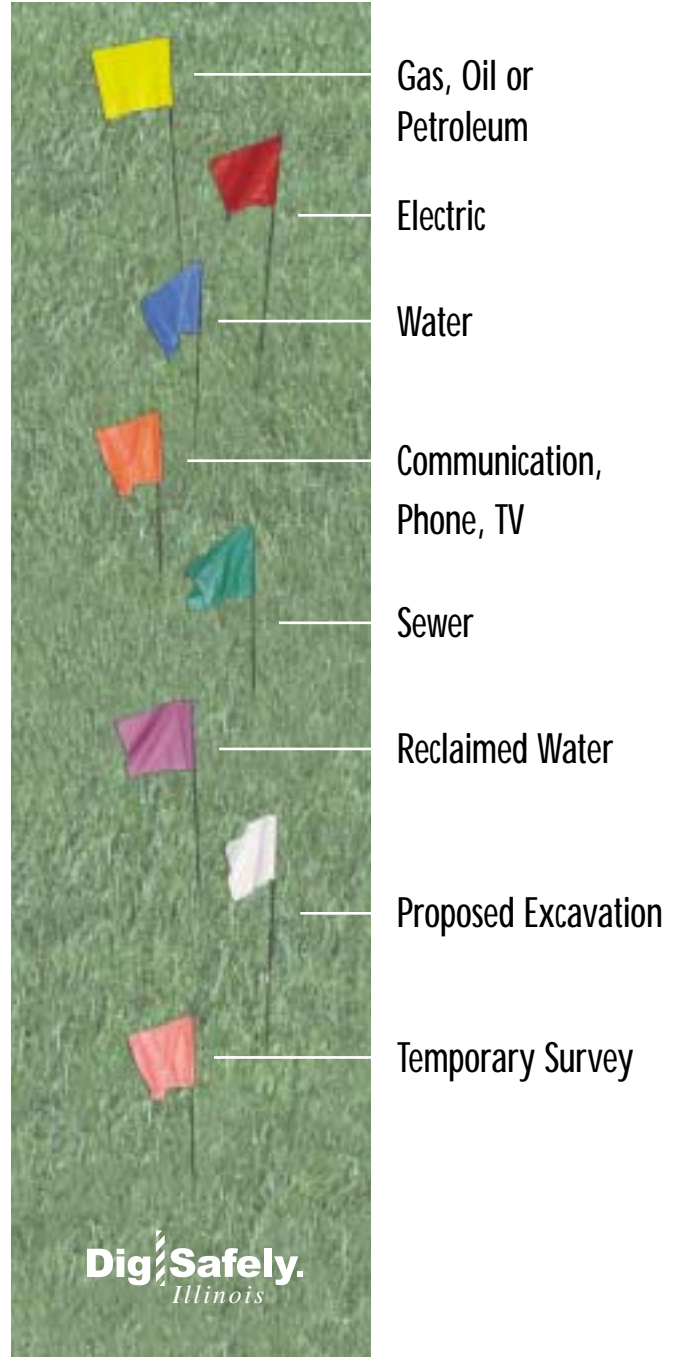 Gas, Oil or
Petroleum
Electric
Water
Communication,
Phone, TV
Sewer
Reclaimed Water
Proposed Excavation
Temporary Survey
Dig Safely.
Illinois